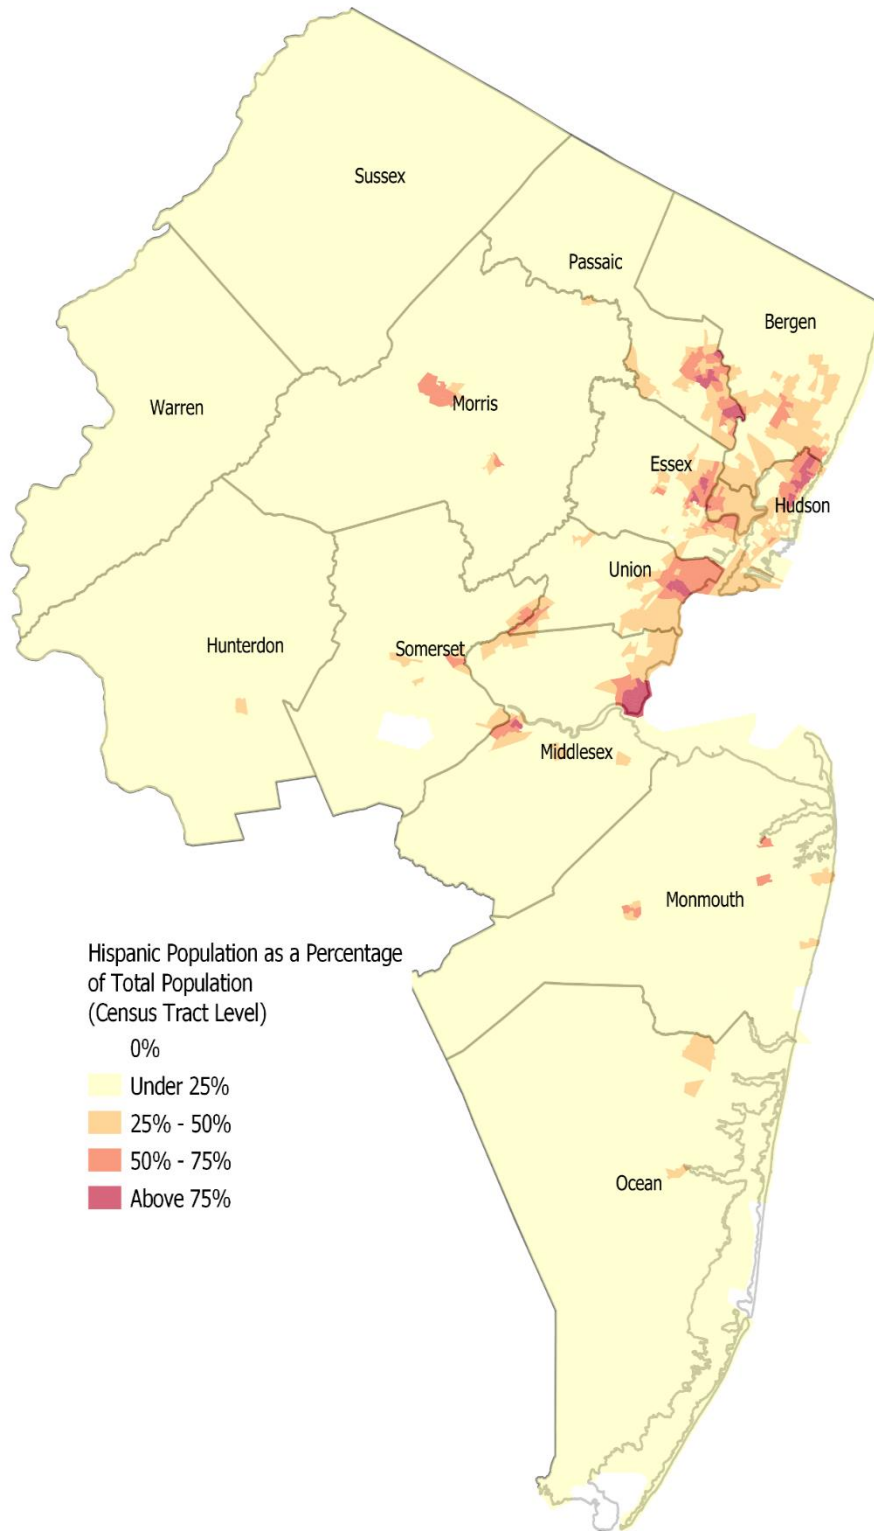 Sussex
Passaic
Bergen
Warren
Morris
Essex
Hudson
Union
Hunterdon
Somerset
Middlesex
Monmouth
Hispanic Population as a Percentage
of Total Population
(Census Tract Level)
0%
Under 25%
25% - 50%
50% - 75%
Above 75%
Ocean